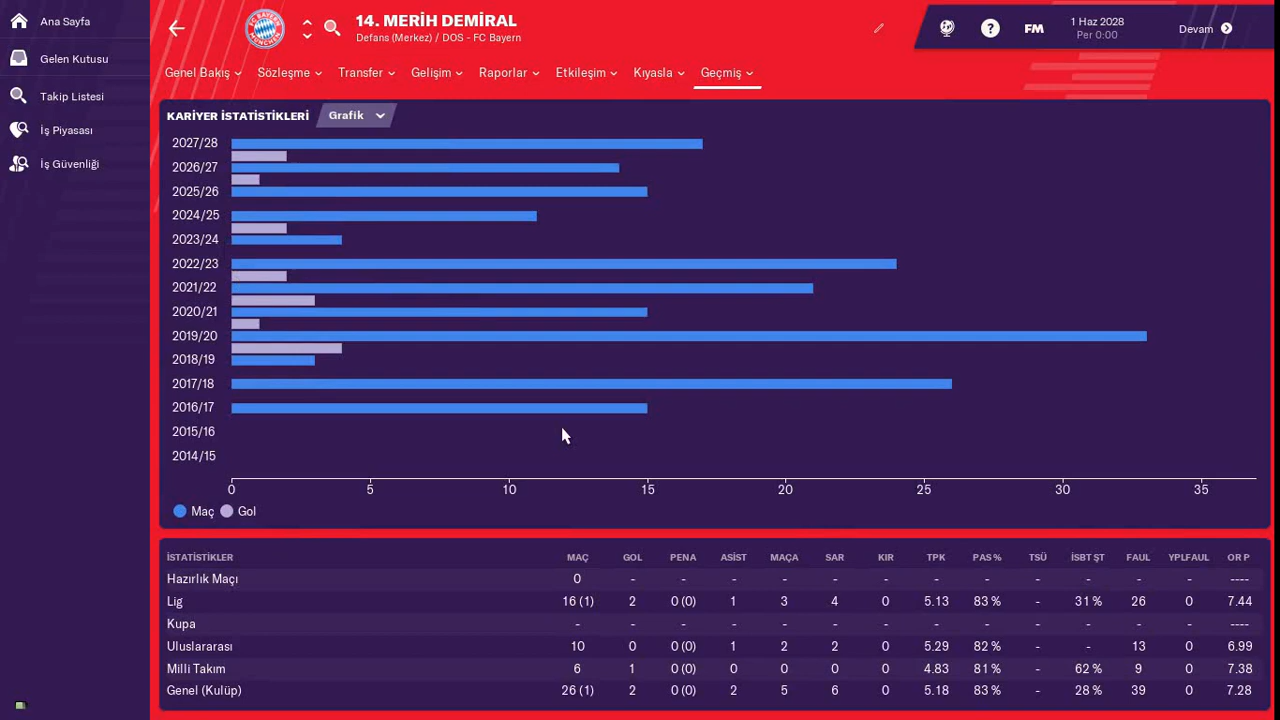 14. MERİH DEMİRAL
Defans (Merkez) / DOS - FC Bayern
FM
1 Haz 2028
Per 0:00
Devam
Ana Sayfa
Gelen Kutusu
Takip Listesi
İş Piyasası
İş Güvenliği
Genel Bakış Sözleşme Transfer Gelişim Raporlar Etkileşim Kıyasla Geçmiş
KARİYER İSTATİSTİKLERİ Grafik
2027/28
2026/27
2025/26
2024/25
2023/24
2022/23
2021/22
2020/21
2019/20
2018/19
2017/18
2016/17
2015/16
2014/15
0 5 10 15 20 25 30 35
Maç Gol
İSTATİSTİKLER MAÇ GOL PENA ASİST MAÇA SAR KIR TPK PAS % TSÜ İSBT ŞT FAUL YPLFAUL OR P
Hazırlık Maçı 0 - - - - - - - - - - - - ----
Lig 16 (1) 2 0 (0) 1 3 4 0 5.13 83 % - 31 % 26 0 7.44
Kupa - - - - - - - - - - - - - ----
Uluslararası 10 0 0 (0) 1 2 2 0 5.29 82 % - - 13 0 6.99
Milli Takım 6 1 0 (0) 0 0 0 0 4.83 81 % - 62 % 9 0 7.38
Genel (Kulüp) 26 (1) 2 0 (0) 2 5 6 0 5.18 83 % - 28 % 39 0 7.28